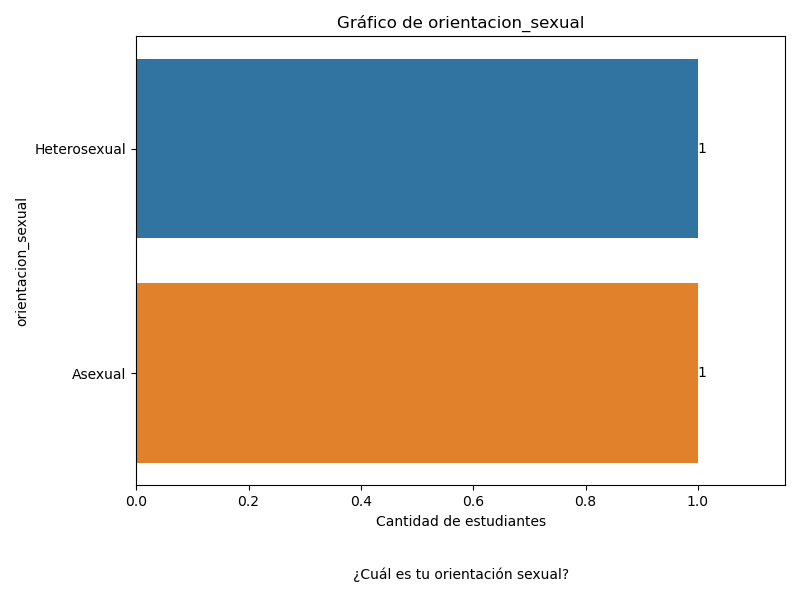 Gráfico de orientacion_sexual
orientacion_sexual
Heterosexual
1
Asexual
1
0.0 0.2 0.4 0.6 0.8 1.0
Cantidad de estudiantes
¿Cuál es tu orientación sexual?